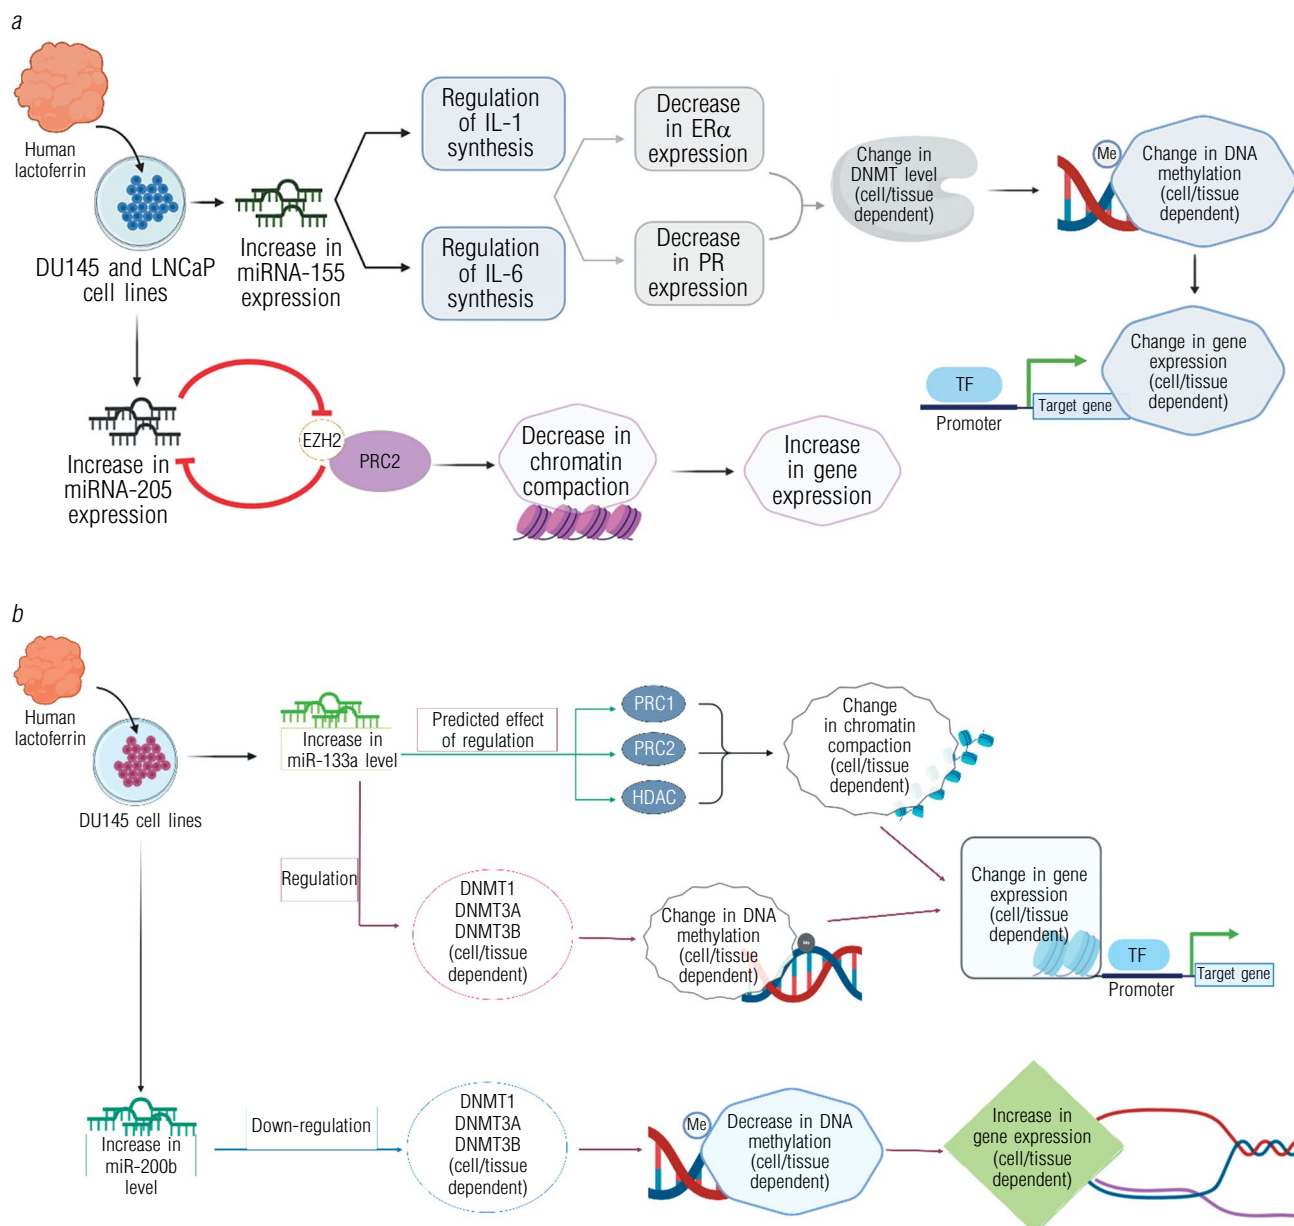 a
Human
lactoferrin
DU145 and LNCaP
cell lines
Increase in
miRNA-155
expression
Regulation
of IL-1
synthesis
Regulation
of IL-6
synthesis
Decrease
in ERα
expression
Decrease
in PR
expression
Change in
DNMT level
(cell/tissue
dependent)
Me
Change in DNA
methylation
(cell/tissue
dependent)
Change in gene
expression
(cell/tissue
dependent)
TF
Promoter
Target gene
Increase in
miRNA-205
expression
EZH2
PRC2
Decrease in
chromatin
compaction
Increase
in gene
expression
b
Human
lactoferrin
DU145 cell lines
Increase in
miR-133a level
Predicted effect
of regulation
PRC1
PRC2
HDAC
Change
in chromatin
compaction
(cell/tissue
dependent)
Regulation
DNMT1
DNMT3A
DNMT3B
(cell/tissue
dependent)
Change in DNA
methylation
(cell/tissue
dependent)
Me
Change in gene
expression
(cell/tissue
dependent)
TF
Promoter
Target gene
Increase in
miR-200b
level
Down-regulation
DNMT1
DNMT3A
DNMT3B
(cell/tissue
dependent)
Me
Decrease in DNA
methylation
(cell/tissue
dependent)
Increase in
gene expression
(cell/tissue
dependent)